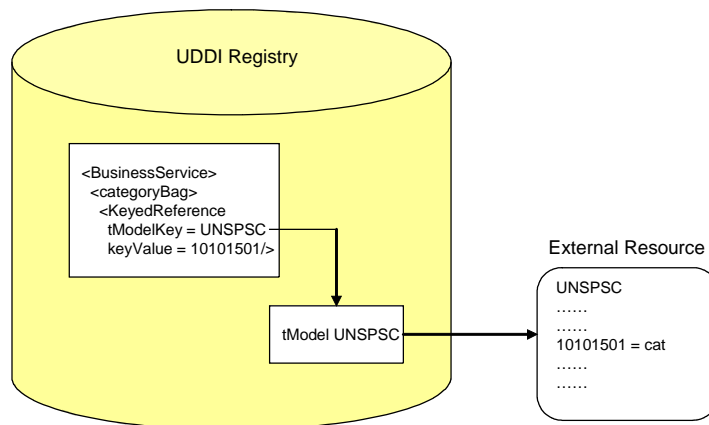 UDDI Registry
<BusinessService>
<categoryBag>
<KeyedReference
tModelKey = UNSPSC
keyValue = 10101501/>
tModel UNSPSC
External Resource
UNSPSC
......
......
10101501 = cat
......
......